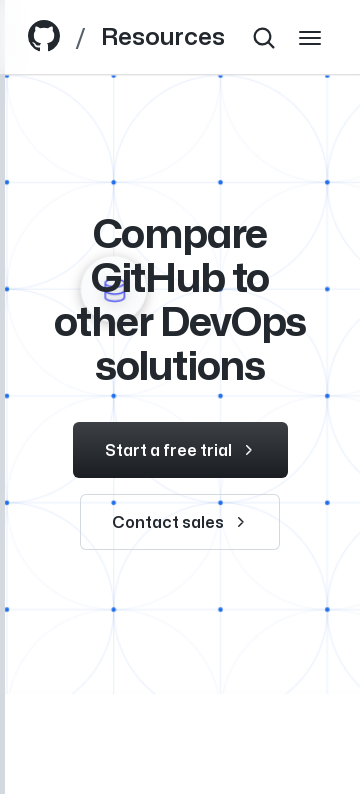 / Resources
Compare
GitHub to
other DevOps
solutions
Start a free trial
Contact sales